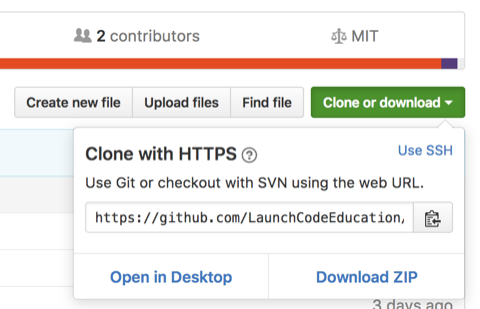 2 contributors
MIT
Create new file
Upload files
Find file
Clone or download
Clone with HTTPS ?
Use SSH
Use Git or checkout with SVN using the web URL.
https://github.com/LaunchCodeEducation/
Open in Desktop
Download ZIP
3 days ago